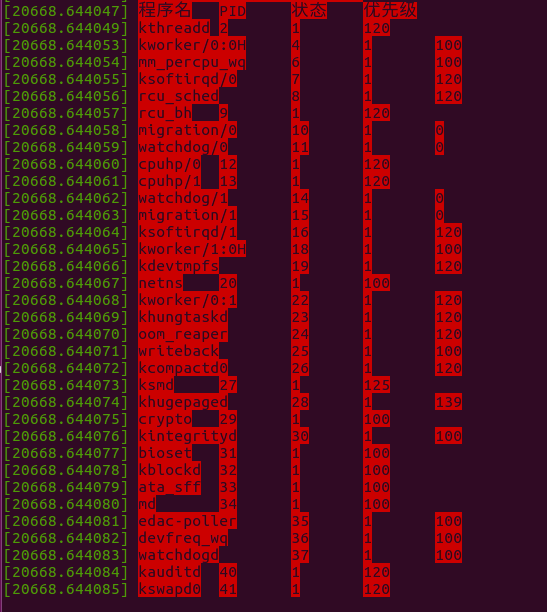 [20668.644047] 程序名 PID 状态 优先级
[20668.644049] kthreadd 2 1 120
[20668.644053] kworker/0:0H 4 1 100
[20668.644054] mm_percpu_wq 6 1 100
[20668.644055] ksoftirqd/0 7 1 120
[20668.644056] rcu_sched 8 1 120
[20668.644057] rcu_bh 9 1 120
[20668.644058] migration/0 10 1 0
[20668.644059] watchdog/0 11 1 0
[20668.644060] cpuhp/0 12 1 120
[20668.644061] cpuhp/1 13 1 120
[20668.644062] watchdog/1 14 1 0
[20668.644063] migration/1 15 1 0
[20668.644064] ksoftirqd/1 16 1 120
[20668.644065] kworker/1:0H 18 1 100
[20668.644066] kdevtmpfs 19 1 120
[20668.644067] netns 20 1 100
[20668.644068] kworker/0:1 22 1 120
[20668.644069] khungtaskd 23 1 120
[20668.644070] oom_reaper 24 1 120
[20668.644071] writeback 25 1 100
[20668.644072] kcompactd0 26 1 120
[20668.644073] ksmd 27 1 125
[20668.644074] khugepaged 28 1 139
[20668.644075] crypto 29 1 100
[20668.644076] kintegrityd 30 1 100
[20668.644077] bioset 31 1 100
[20668.644078] kblockd 32 1 100
[20668.644079] ata_sff 33 1 100
[20668.644080] md 34 1 100
[20668.644081] edac-poller 35 1 100
[20668.644082] devfreq_wq 36 1 100
[20668.644083] watchdogd 37 1 100
[20668.644084] kauditd 40 1 120
[20668.644085] kswapd0 41 1 120